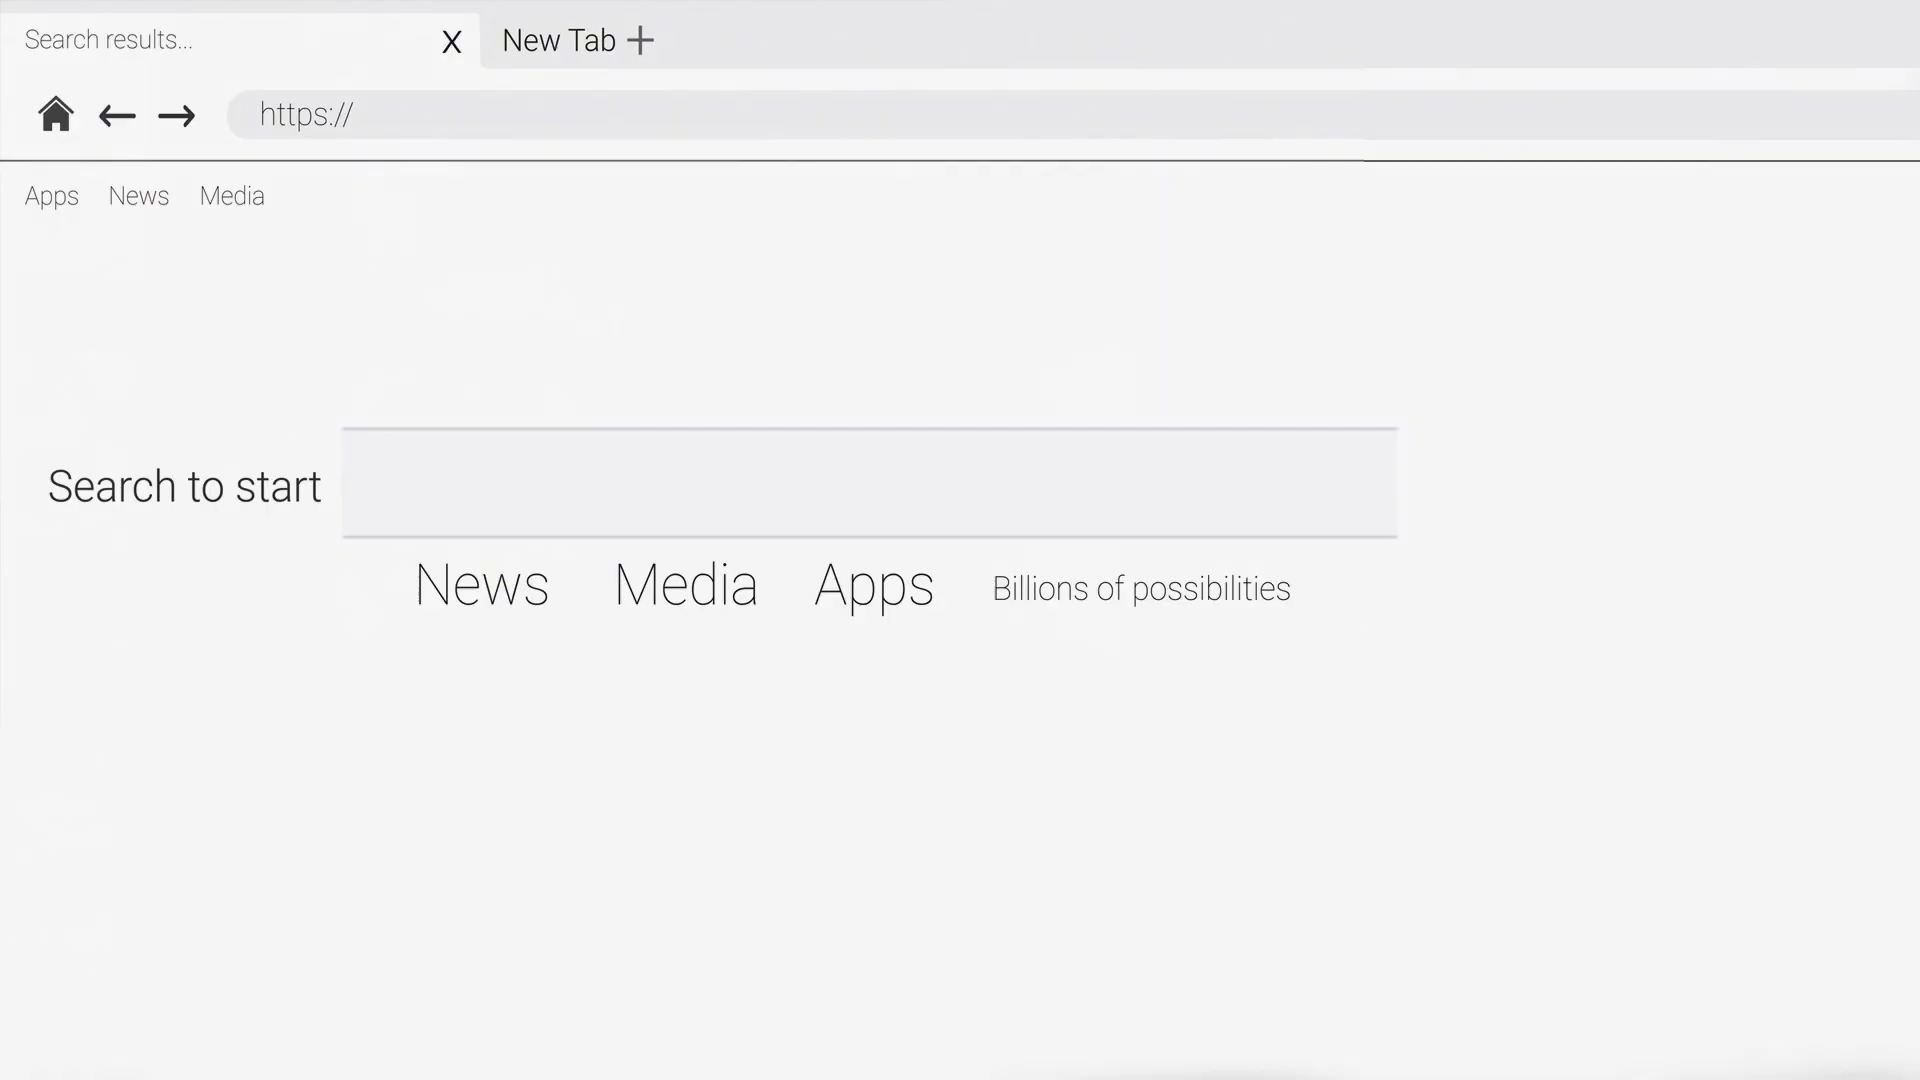 Search results... X New Tab +
https://
Apps News Media
Search to start
News Media Apps Billions of possibilities